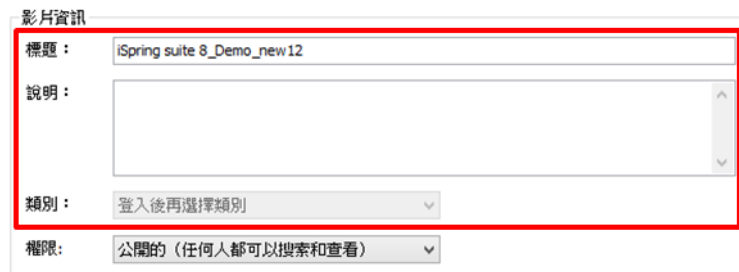 影片資訊
標題： iSpring suite 8_Demo_new12
說明：
類別： 登入後再選擇類別
權限: 公開的（任何人都可以搜索和查看）